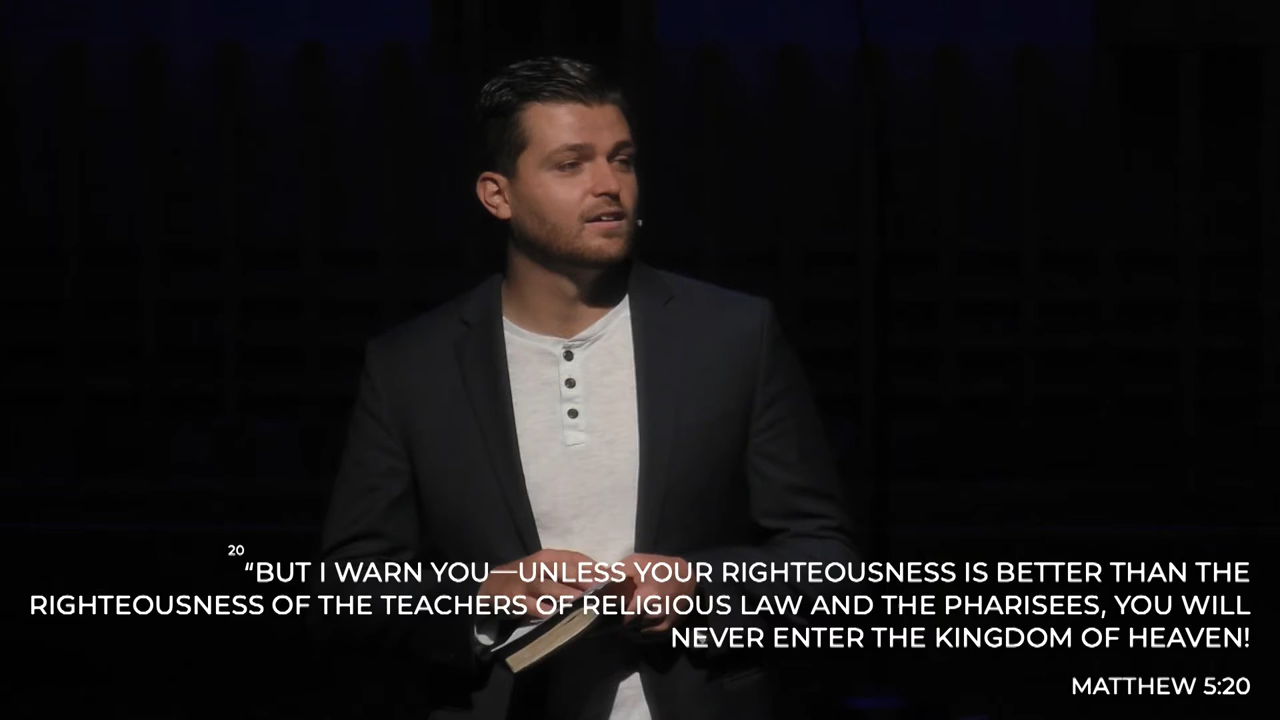 20 “BUT I WARN YOU—UNLESS YOUR RIGHTEOUSNESS IS BETTER THAN THE
RIGHTEOUSNESS OF THE TEACHERS OF RELIGIOUS LAW AND THE PHARISEES, YOU WILL
NEVER ENTER THE KINGDOM OF HEAVEN!
MATTHEW 5:20